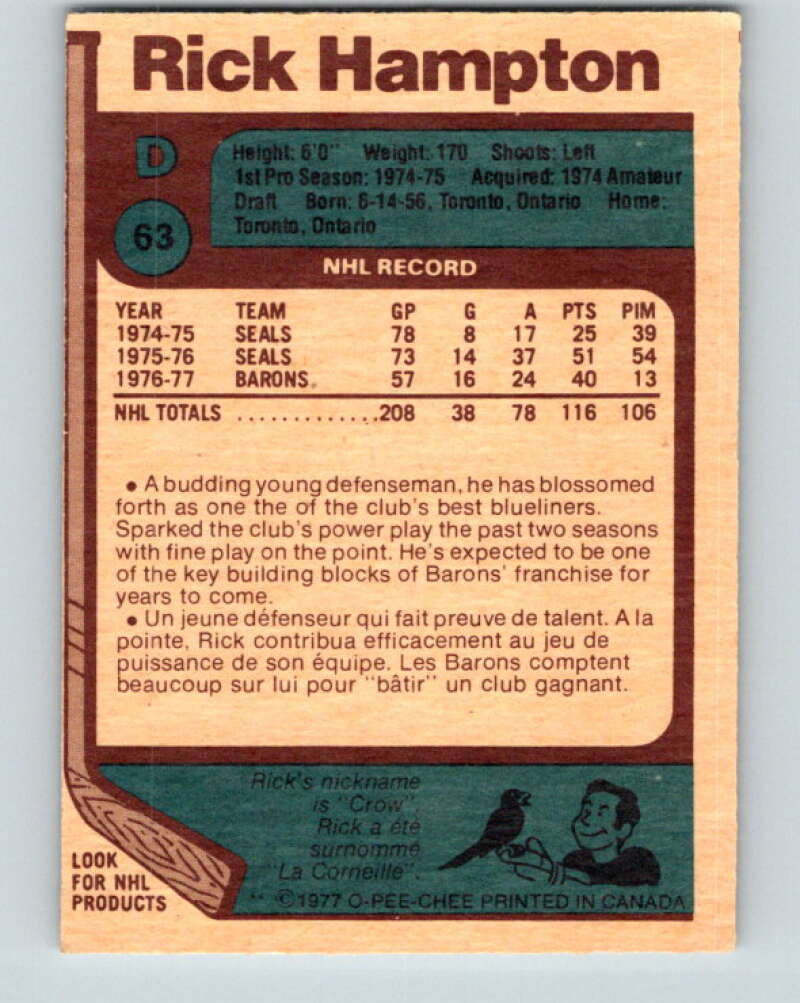 Rick Hampton
D
Height: 6'0" Weight: 170 Shoots: Left
1st Pro Season: 1974-75 Acquired: 1974 Amateur
Draft Born: 6-14-56, Toronto, Ontario Home:
Toronto, Ontario
63
NHL RECORD
YEAR TEAM GP G A PTS PIM
1974-75 SEALS 78 8 17 25 39
1975-76 SEALS 73 14 37 51 54
1976-77 BARONS 57 16 24 40 13
NHL TOTALS .............208 38 78 116 106
• A budding young defenseman, he has blossomed
forth as one the of the club's best blueliners.
Sparked the club's power play the past two seasons
with fine play on the point. He's expected to be one
of the key building blocks of Barons' franchise for
years to come.
• Un jeune défenseur qui fait preuve de talent. A la
pointe, Rick contribua efficacement au jeu de
puissance de son équipe. Les Barons comptent
beaucoup sur lui pour "bâtir" un club gagnant.
Rick's nickname
is "Crow".
Rick a été
surnommé
"La Corneille".
LOOK
FOR NHL
PRODUCTS
** ©1977 O-PEE-CHEE PRINTED IN CANADA